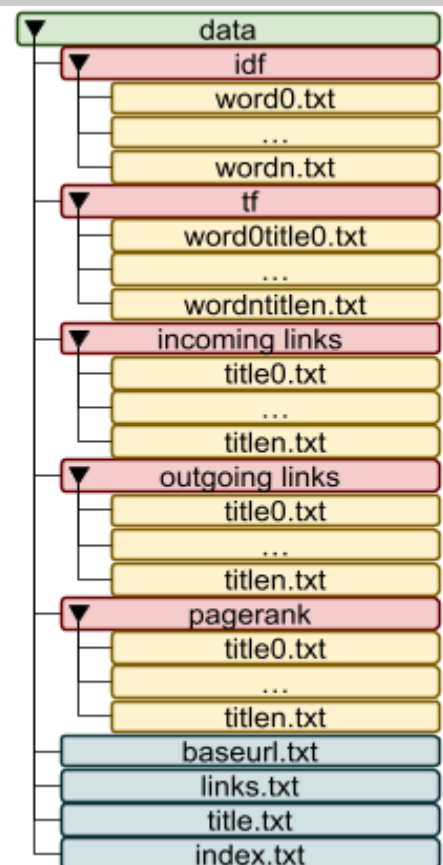 data
idf
word0.txt
...
wordn.txt
tf
word0title0.txt
...
wordntitlen.txt
incoming links
title0.txt
...
titlen.txt
outgoing links
title0.txt
...
titlen.txt
pagerank
title0.txt
...
titlen.txt
baseurl.txt
links.txt
title.txt
index.txt